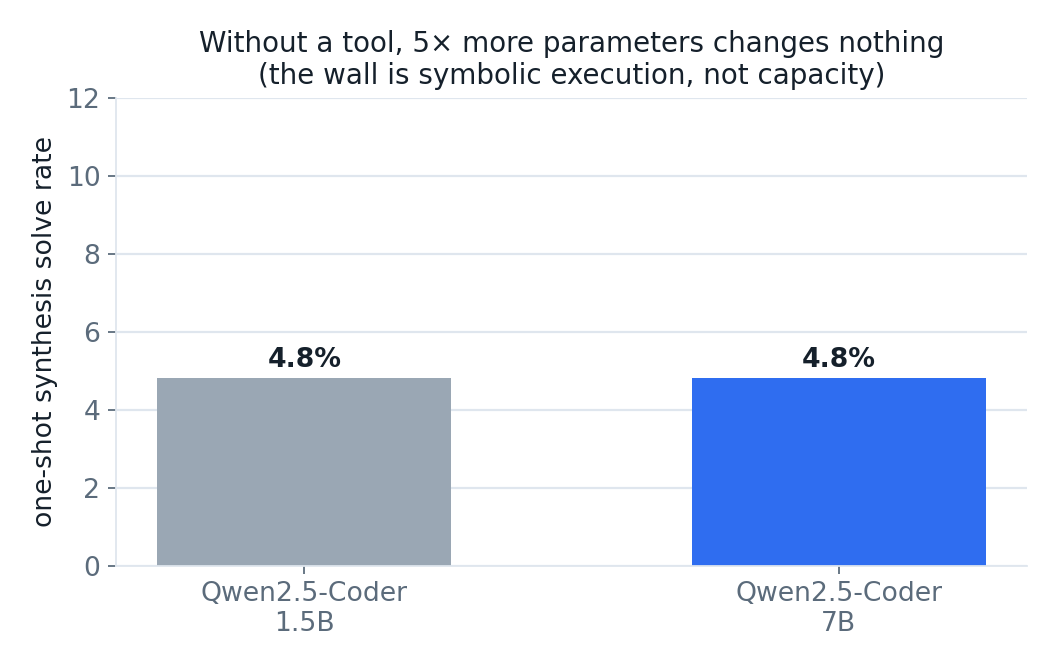 Without a tool, 5× more parameters changes nothing
(the wall is symbolic execution, not capacity)
one-shot synthesis solve rate
12
10
8
6
4
2
0
4.8%
4.8%
Qwen2.5-Coder
1.5B
Qwen2.5-Coder
7B